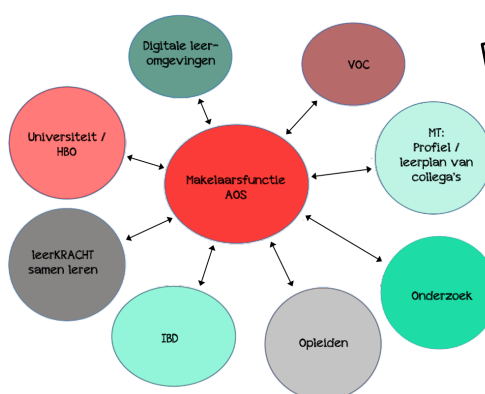 Digitale leer-
omgevingen
VOC
Universiteit /
HBO
MT:
Profiel /
leerplan van
collega's
Makelaarsfunctie
AOS
leerKRACHT
samen leren
Onderzoek
IBD
Opleiden